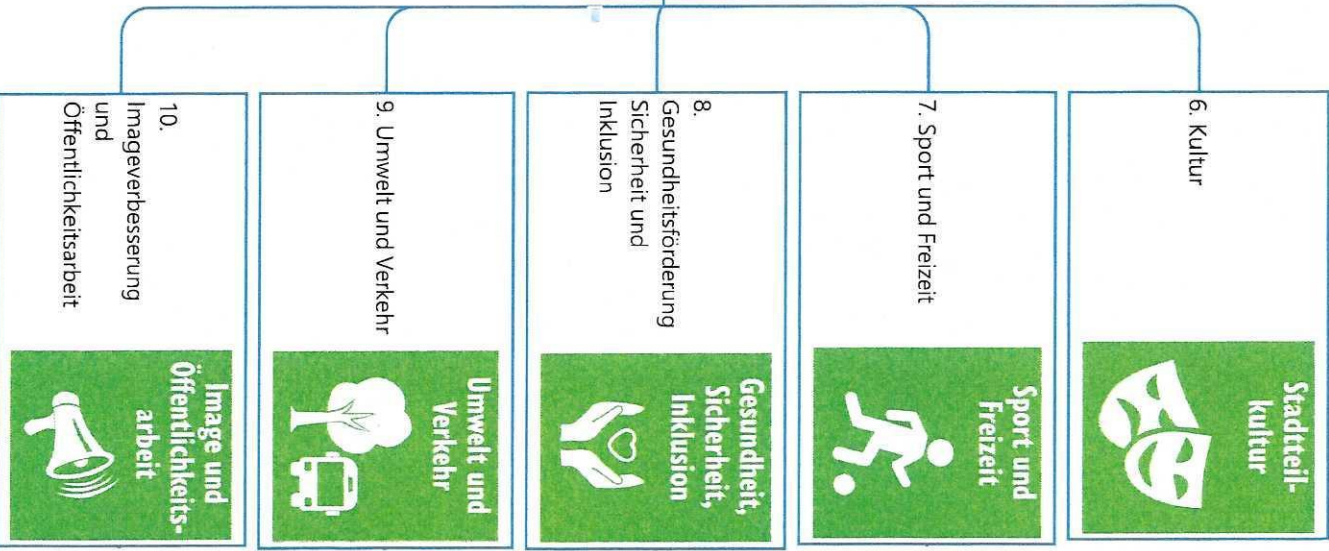 6. Kultur
Stadtteil-
kultur
7. Sport und Freizeit
Sport und
Freizeit
8.
Gesundheitsförderung
Sicherheit und
Inklusion
Gesundheit,
Sicherheit,
Inklusion
9. Umwelt und Verkehr
Umwelt und
Verkehr
10.
Imageverbesserung
und
Öffentlichkeitsarbeit
Image und
Öffentlichkeits-
arbeit